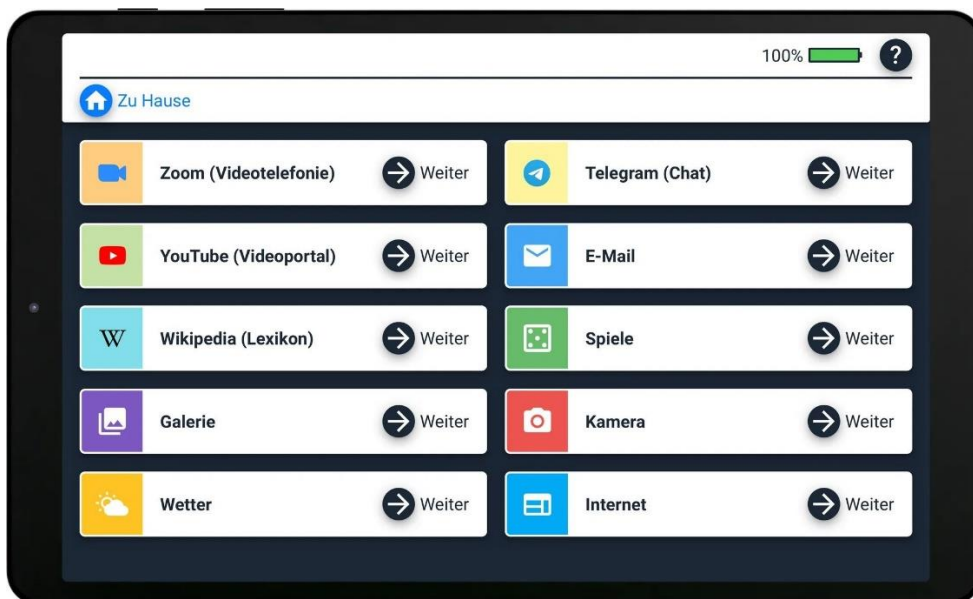 100%
?
Zu Hause
Zoom (Videotelefonie) Weiter
Telegram (Chat) Weiter
YouTube (Videoportal) Weiter
E-Mail Weiter
W Wikipedia (Lexikon) Weiter
Spiele Weiter
Galerie Weiter
Kamera Weiter
Wetter Weiter
Internet Weiter